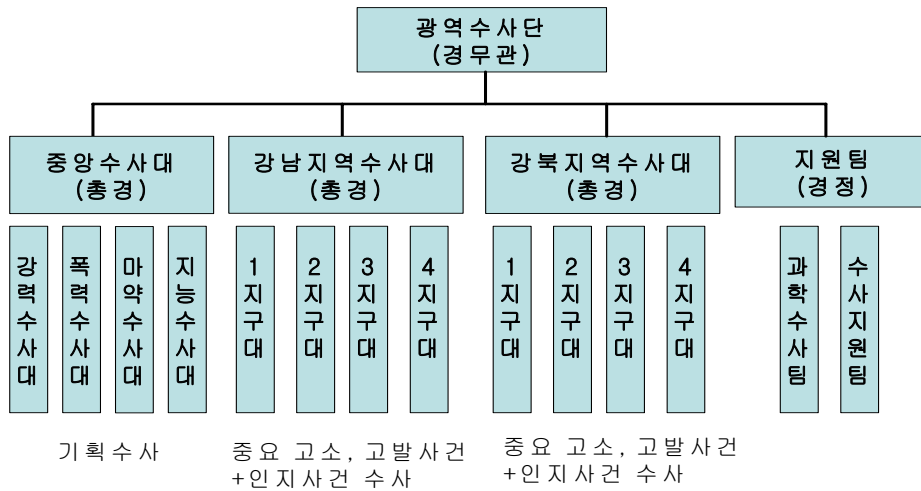 광역수사단
(경무관)
중앙수사대
(총경)
강남지역수사대
(총경)
강북지역수사대
(총경)
지원팀
(경정)
강력수사대
폭력수사대
마약수사대
지능수사대
1지구대
2지구대
3지구대
4지구대
1지구대
2지구대
3지구대
4지구대
과학수사팀
수사지원팀
기획수사
중요 고소, 고발사건
+인지사건 수사
중요 고소, 고발사건
+인지사건 수사